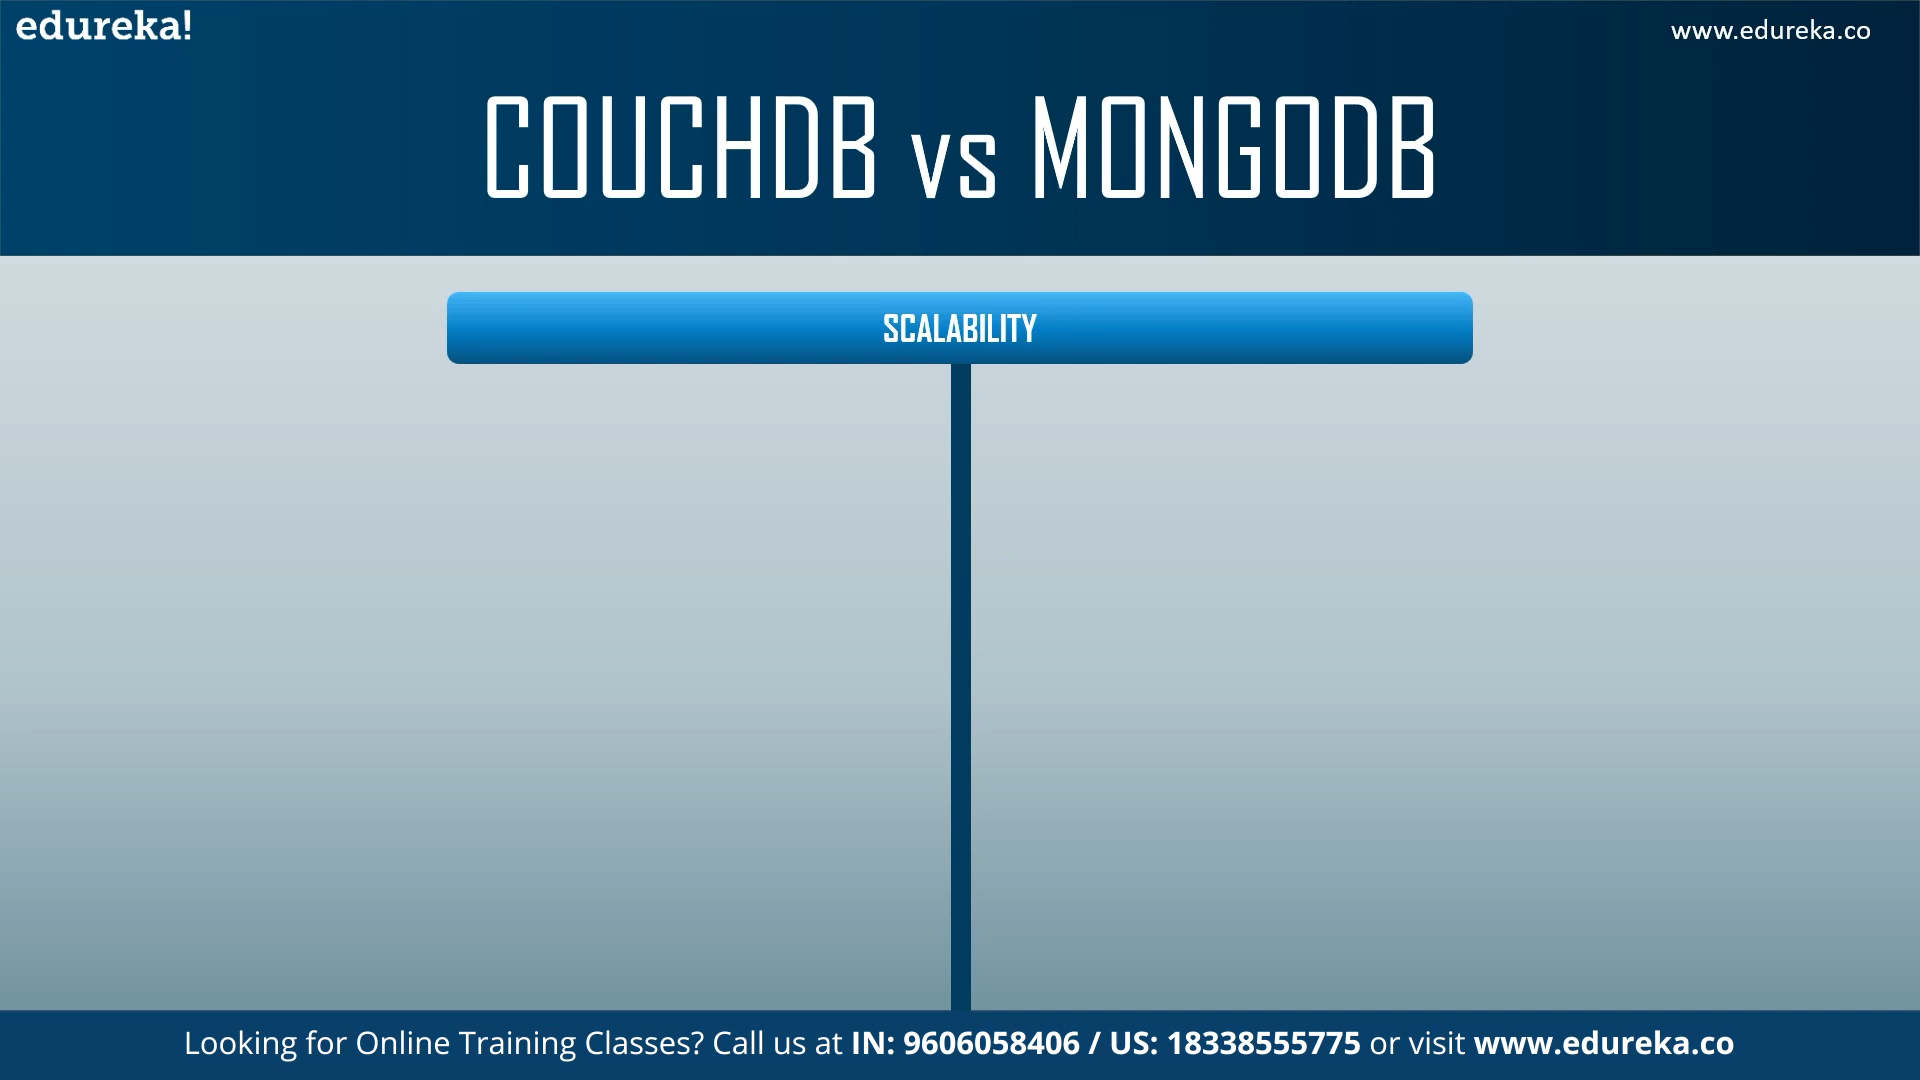 edureka!
www.edureka.co
COUCHDB vs MONGODB
SCALABILITY
Looking for Online Training Classes? Call us at IN: 9606058406 / US: 18338555775 or visit www.edureka.co